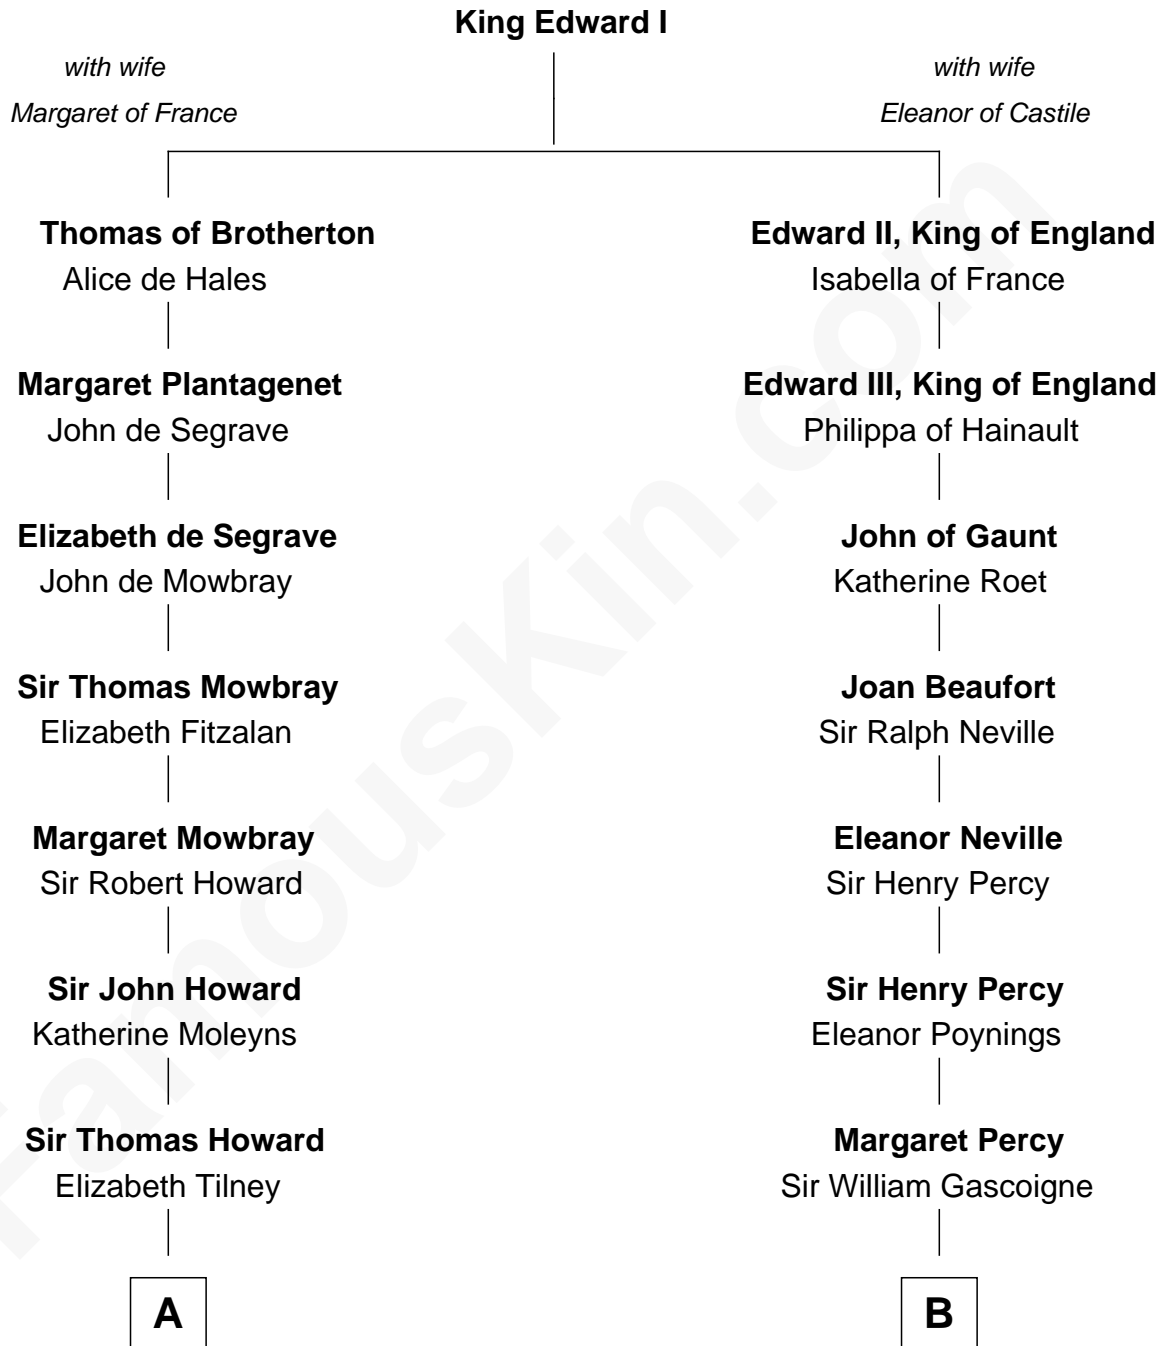 King Edward I
with wife
Margaret of France
with wife
Eleanor of Castile
Thomas of Brotherton
Alice de Hales
Edward II, King of England
Isabella of France
Margaret Plantagenet
John de Segrave
Edward III, King of England
Philippa of Hainault
Elizabeth de Segrave
John de Mowbray
John of Gaunt
Katherine Roet
Sir Thomas Mowbray
Elizabeth Fitzalan
Joan Beaufort
Sir Ralph Neville
Margaret Mowbray
Sir Robert Howard
Eleanor Neville
Sir Henry Percy
Sir John Howard
Katherine Moleyns
Sir Henry Percy
Eleanor Poynings
Sir Thomas Howard
Elizabeth Tilney
Margaret Percy
Sir William Gascoigne
A
B
FamousKin.com